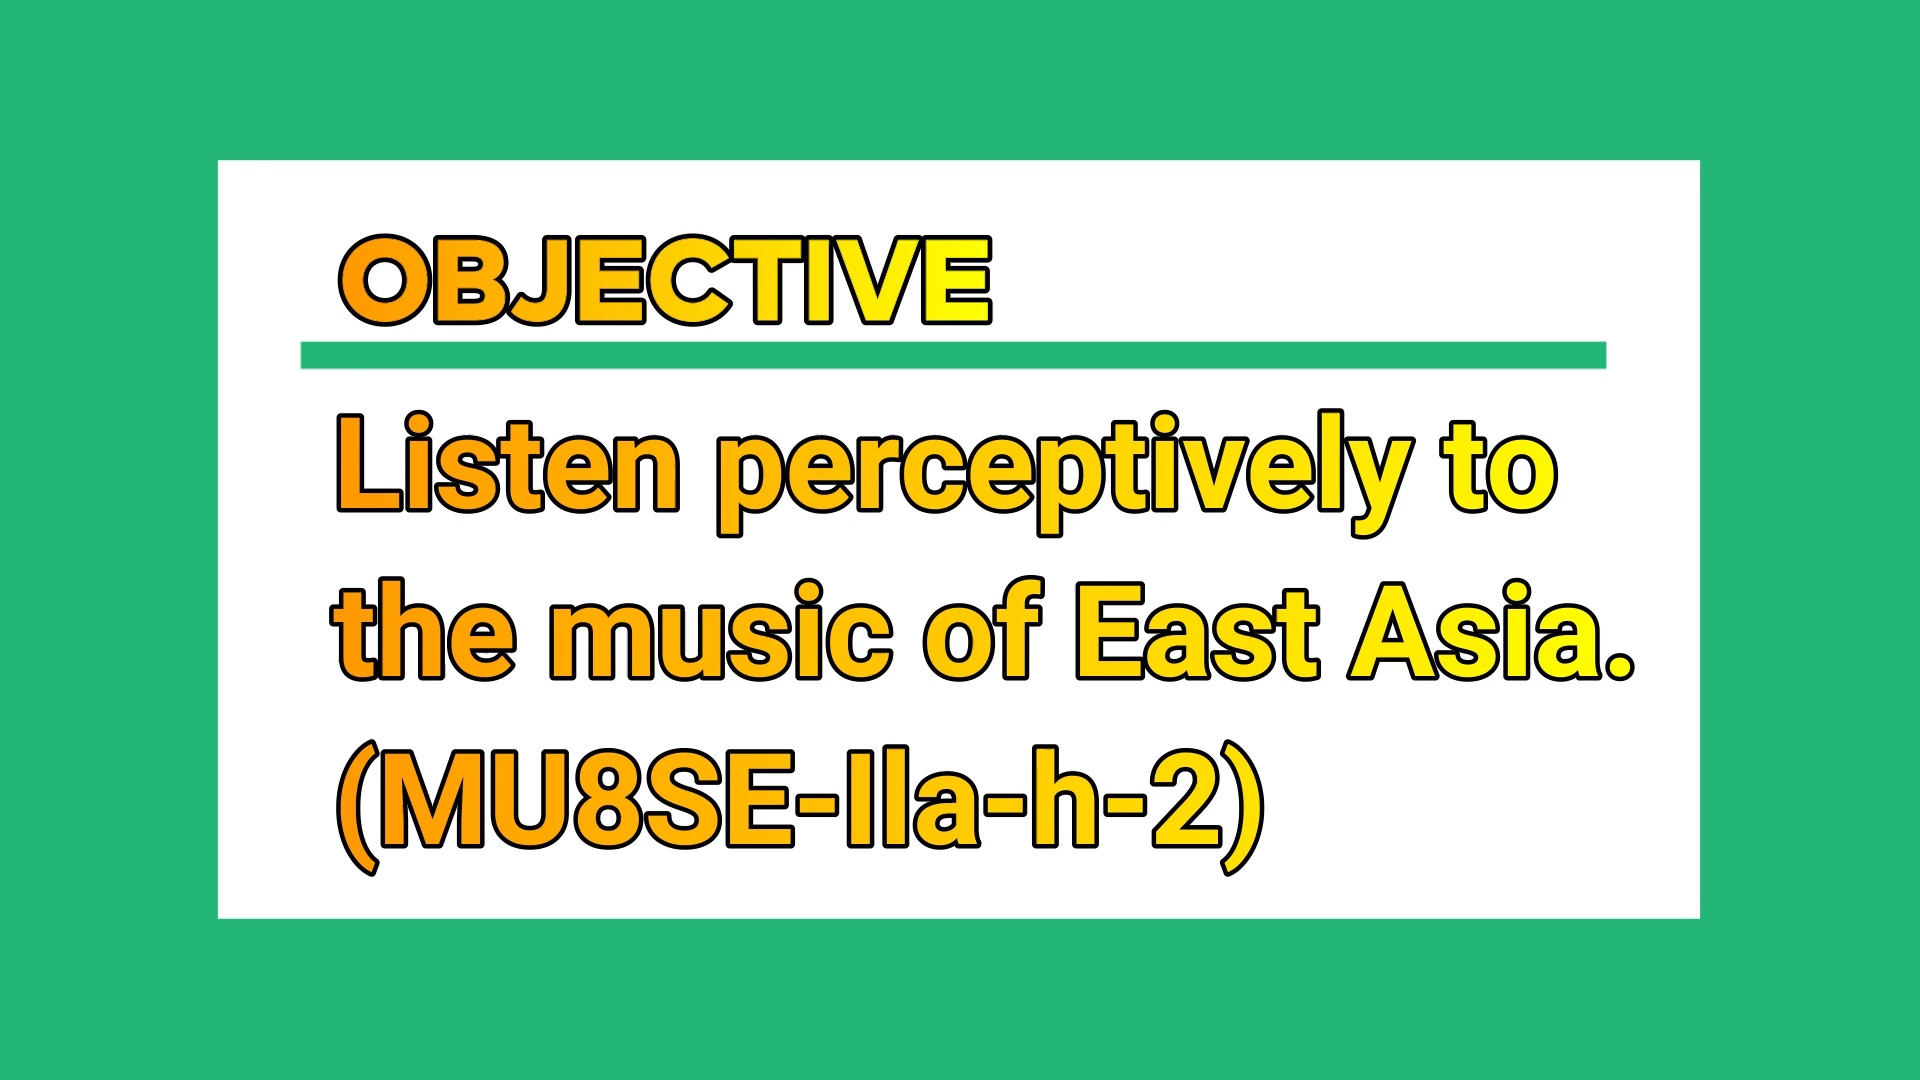 OBJECTIVE
Listen perceptively to
the music of East Asia.
(MU8SE-IIa-h-2)